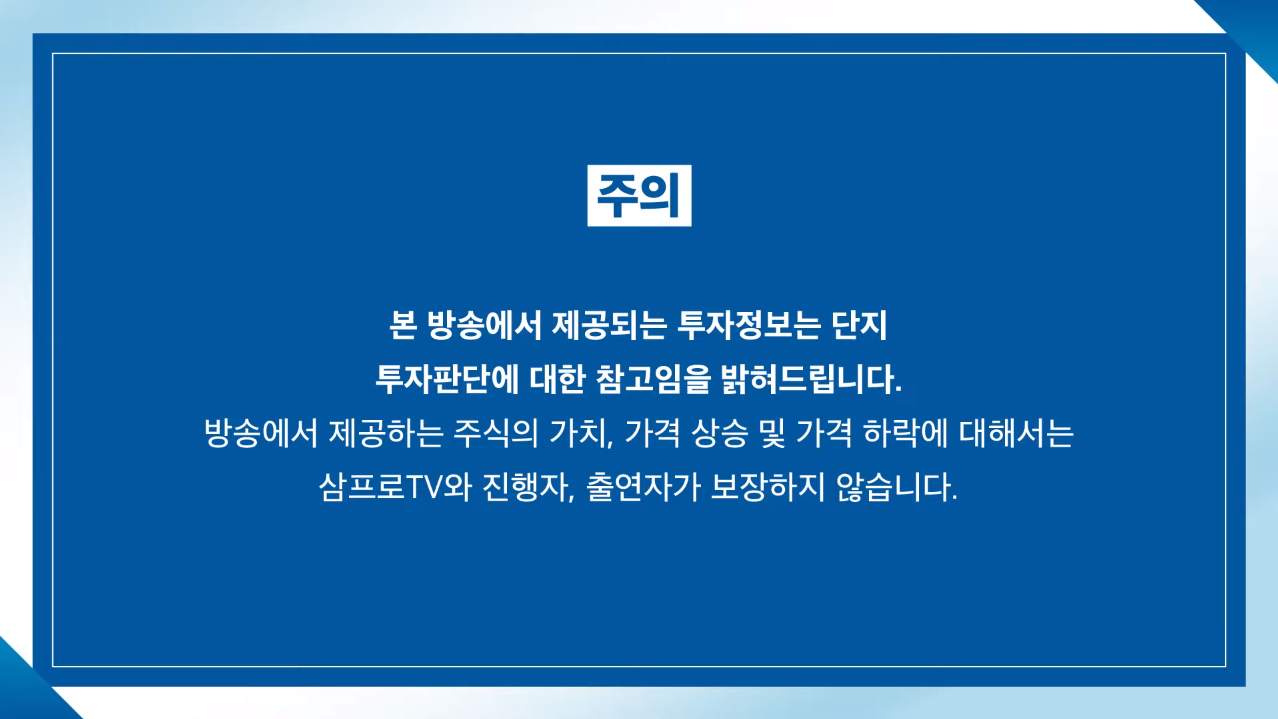 주의
본 방송에서 제공되는 투자정보는 단지
투자판단에 대한 참고임을 밝혀드립니다.
방송에서 제공하는 주식의 가치, 가격 상승 및 가격 하락에 대해서는
삼프로TV와 진행자, 출연자가 보장하지 않습니다.